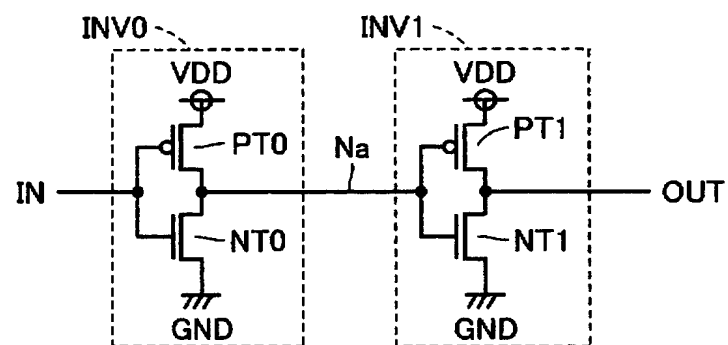 INV0
INV1
VDD
VDD
PT0
PT1
Na
IN
OUT
NT0
NT1
GND
GND